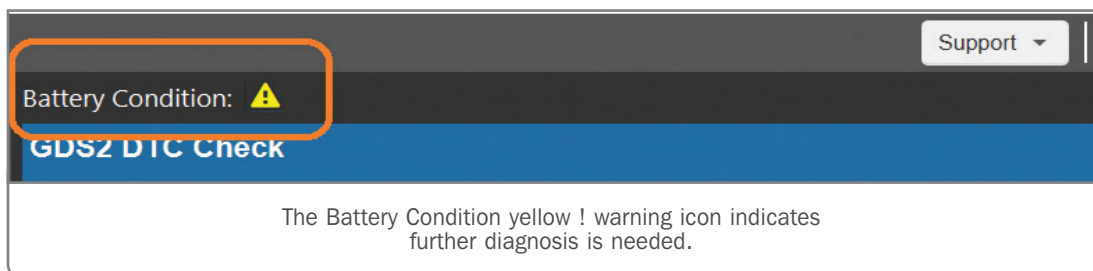 Support
Battery Condition:
GDS2 DTC Check
The Battery Condition yellow ! warning icon indicates
further diagnosis is needed.